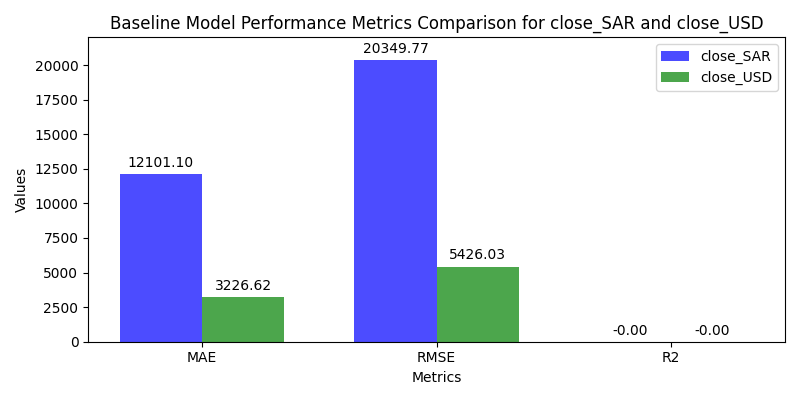 Baseline Model Performance Metrics Comparison for close_SAR and close_USD
close_SAR
close_USD
20349.77
12101.10
5426.03
3226.62
-0.00 -0.00
20000
17500
15000
12500
10000
7500
5000
2500
0
Values
MAE RMSE R2
Metrics